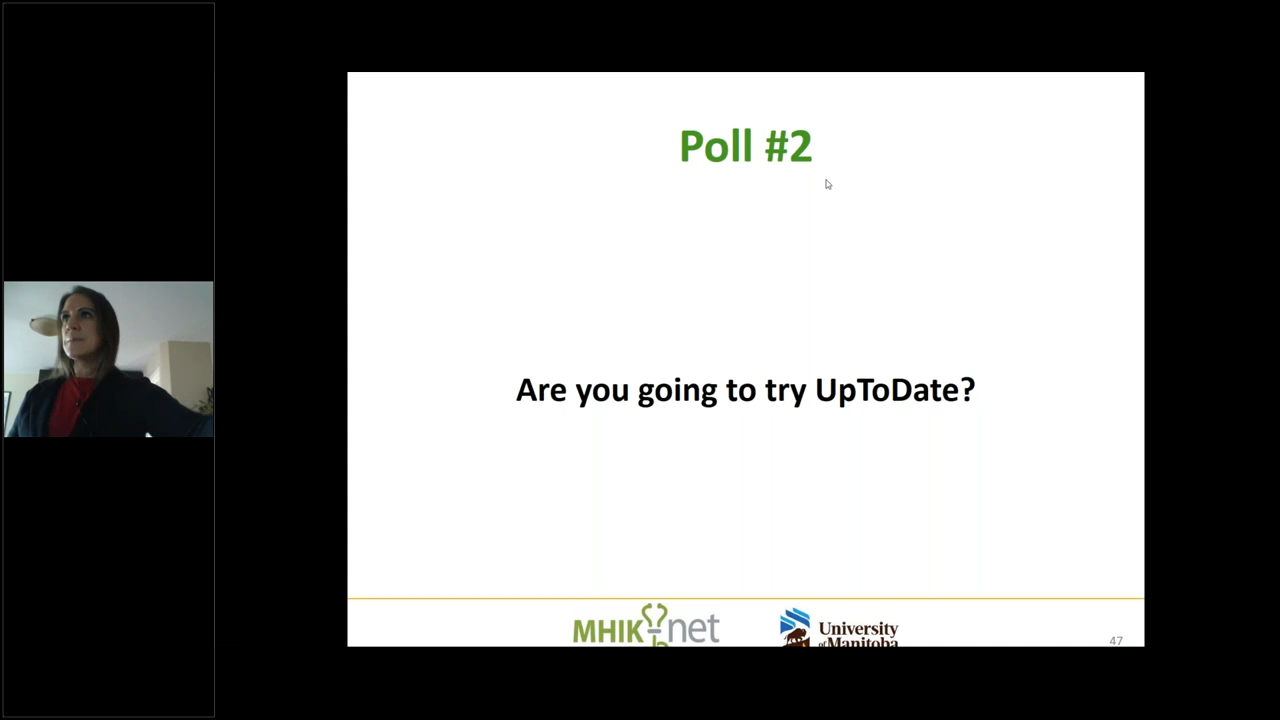 Poll #2
Are you going to try UpToDate?
MHIK-net
University
of Manitoba
47